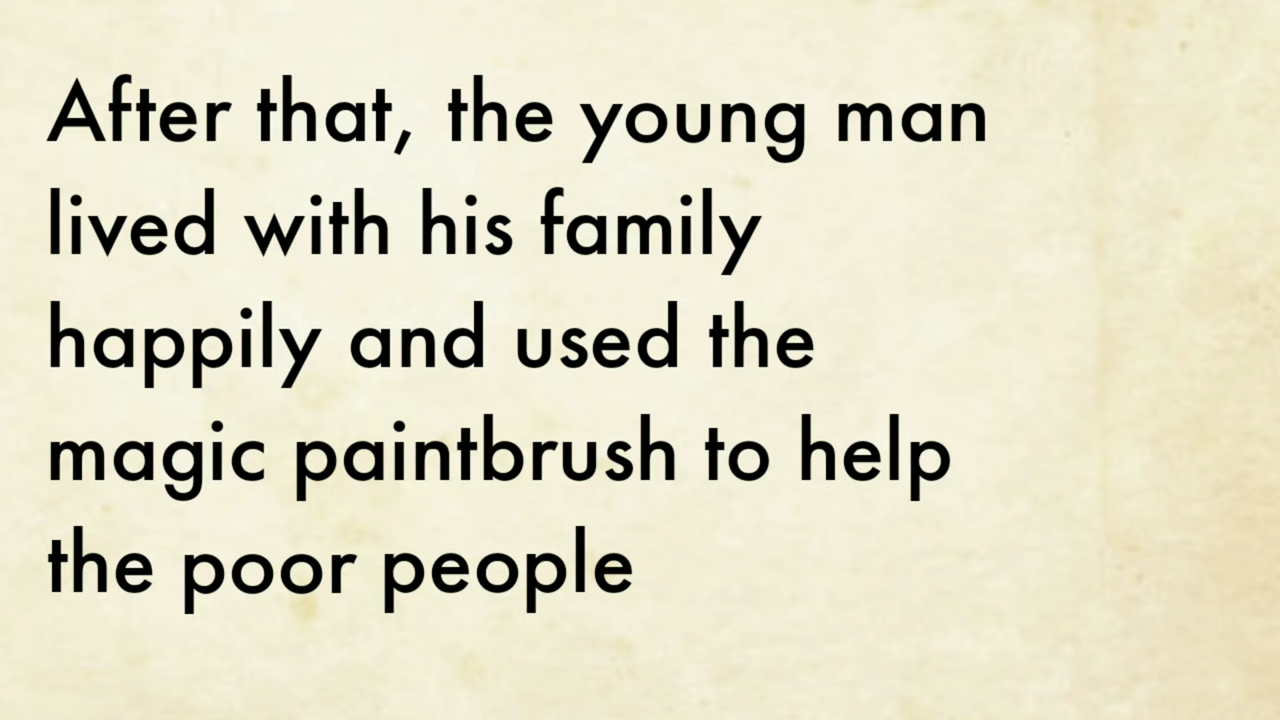 After that, the young man
lived with his family
happily and used the
magic paintbrush to help
the poor people